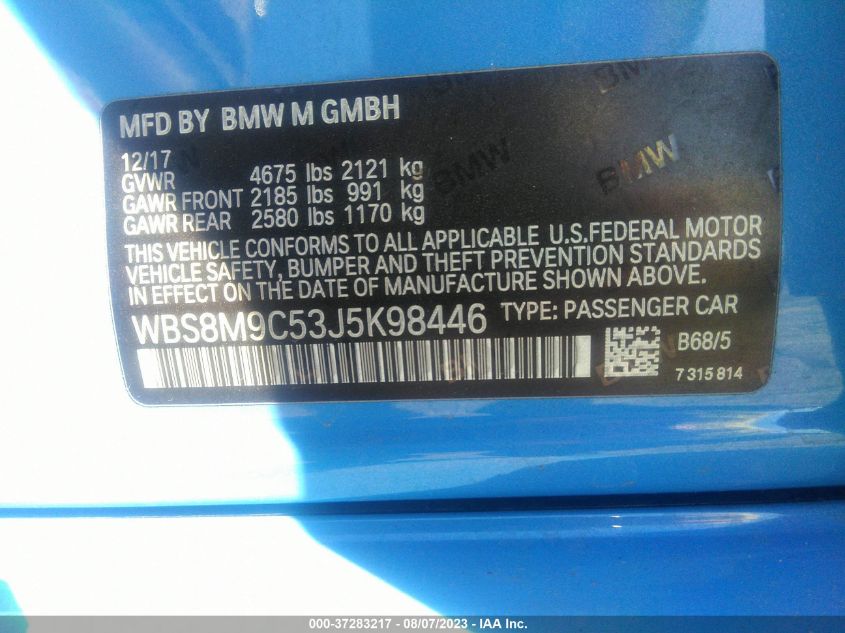 MFD BY BMW M GMBH
12/17
GVWR 4675 lbs 2121 kg
GAWR FRONT 2185 lbs 991 kg
GAWR REAR 2580 lbs 1170 kg
THIS VEHICLE CONFORMS TO ALL APPLICABLE U.S.FEDERAL MOTOR
VEHICLE SAFETY, BUMPER AND THEFT PREVENTION STANDARDS
IN EFFECT ON THE DATE OF MANUFACTURE SHOWN ABOVE.
WBS8M9C53J5K98446 TYPE: PASSENGER CAR
B68/5
7 315 814
BMW
BMW
BMW
000-37283217 - 08/07/2023 - IAA Inc.